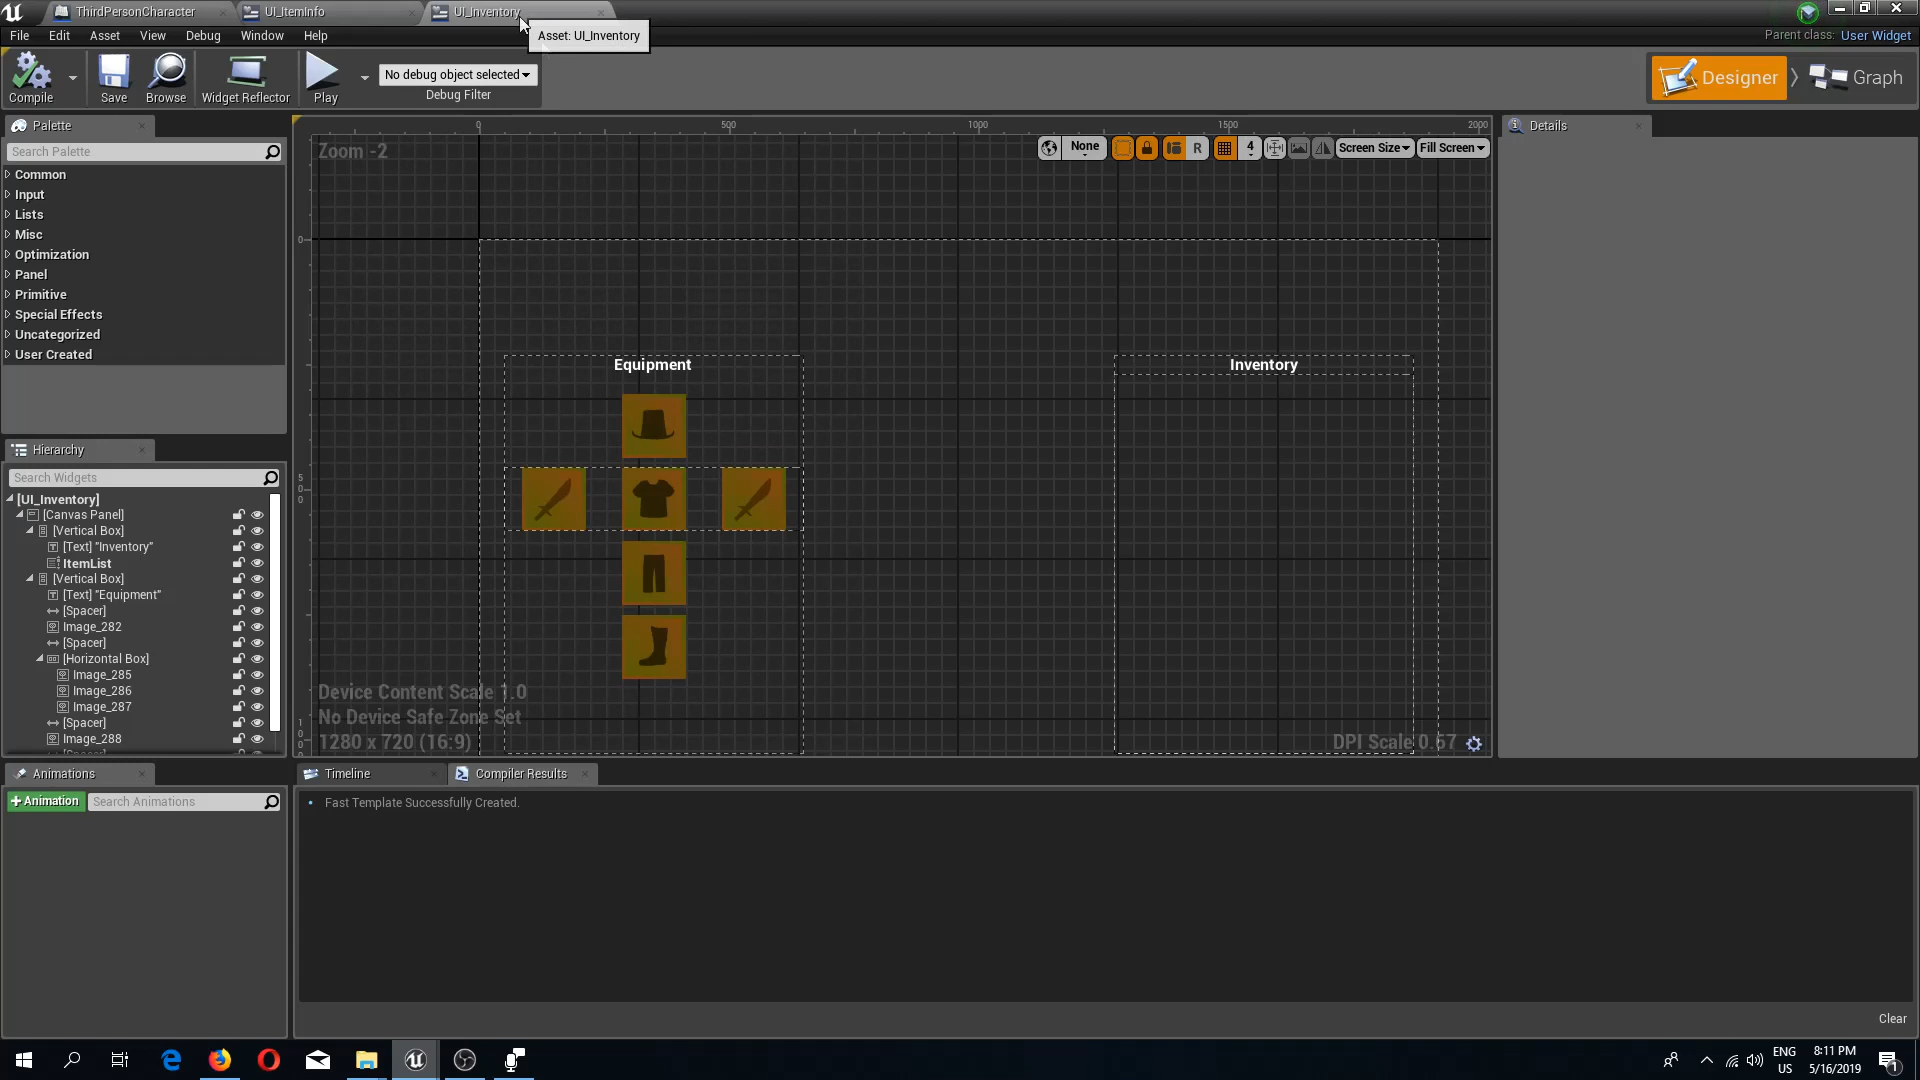 ThirdPersonCharacter
UI_ItemInfo
UI_Inventory
Asset: UI_Inventory
File Edit Asset View Debug Window Help
Parent class: User Widget
Compile
Save
Browse
Widget Reflector
Play
No debug object selected
Debug Filter
Designer
Graph
Palette
Search Palette
Common
Input
Lists
Misc
Optimization
Panel
Primitive
Special Effects
Uncategorized
User Created
Hierarchy
Search Widgets
[UI_Inventory]
[Canvas Panel]
[Vertical Box]
[Text] "Inventory"
ItemList
[Vertical Box]
[Text] "Equipment"
[Spacer]
Image_282
[Spacer]
[Horizontal Box]
Image_285
Image_286
Image_287
[Spacer]
Image_288
0 500 1000 1500 2000
Zoom -2
None
R
4
Screen Size
Fill Screen
0
500
Equipment
Inventory
Device Content Scale 1.0
No Device Safe Zone Set
1280 x 720 (16:9)
DPI Scale 0.67
Details
Animations
+Animation
Search Animations
Timeline
Compiler Results
Fast Template Successfully Created.
Clear
ENG
US
8:11 PM
5/16/2019
1